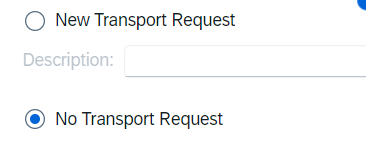 New Transport Request
Description:
No Transport Request